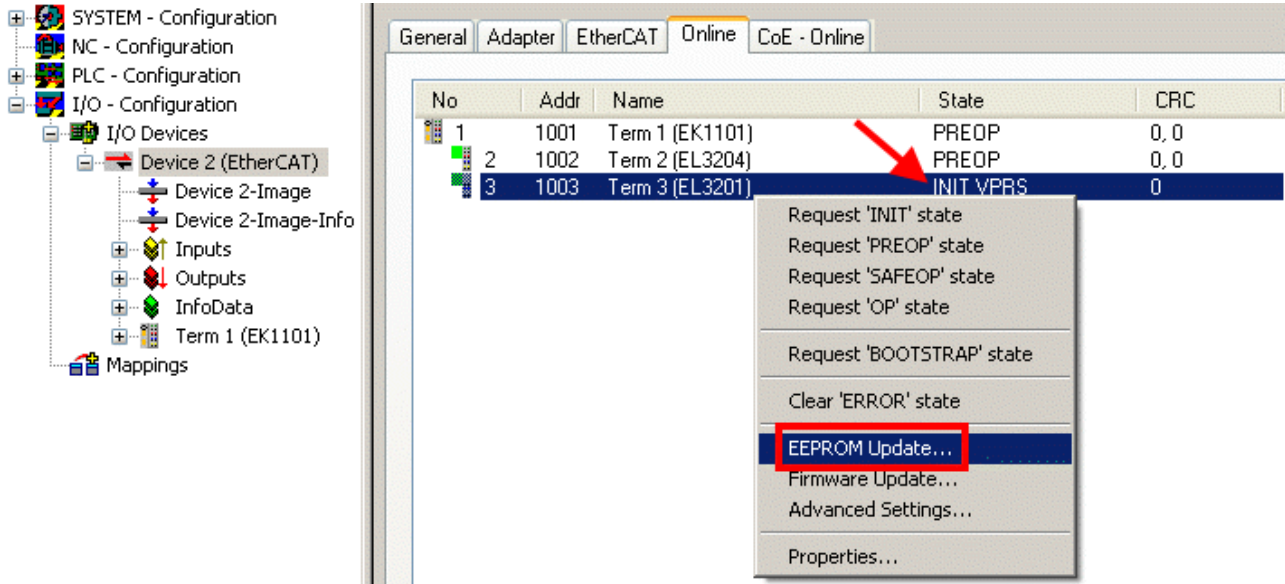 SYSTEM - Configuration
NC - Configuration
PLC - Configuration
I/O - Configuration
I/O Devices
Device 2 (EtherCAT)
Device 2-Image
Device 2-Image-Info
Inputs
Outputs
InfoData
Term 1 (EK1101)
Mappings
General Adapter EtherCAT Online CoE - Online
No Addr Name State CRC
1 1001 Term 1 (EK1101) PREOP 0, 0
2 1002 Term 2 (EL3204) PREOP 0, 0
3 1003 Term 3 (EL3201) INIT VPRS 0
Request 'INIT' state
Request 'PREOP' state
Request 'SAFEOP' state
Request 'OP' state
Request 'BOOTSTRAP' state
Clear 'ERROR' state
EEPROM Update...
Firmware Update...
Advanced Settings...
Properties...